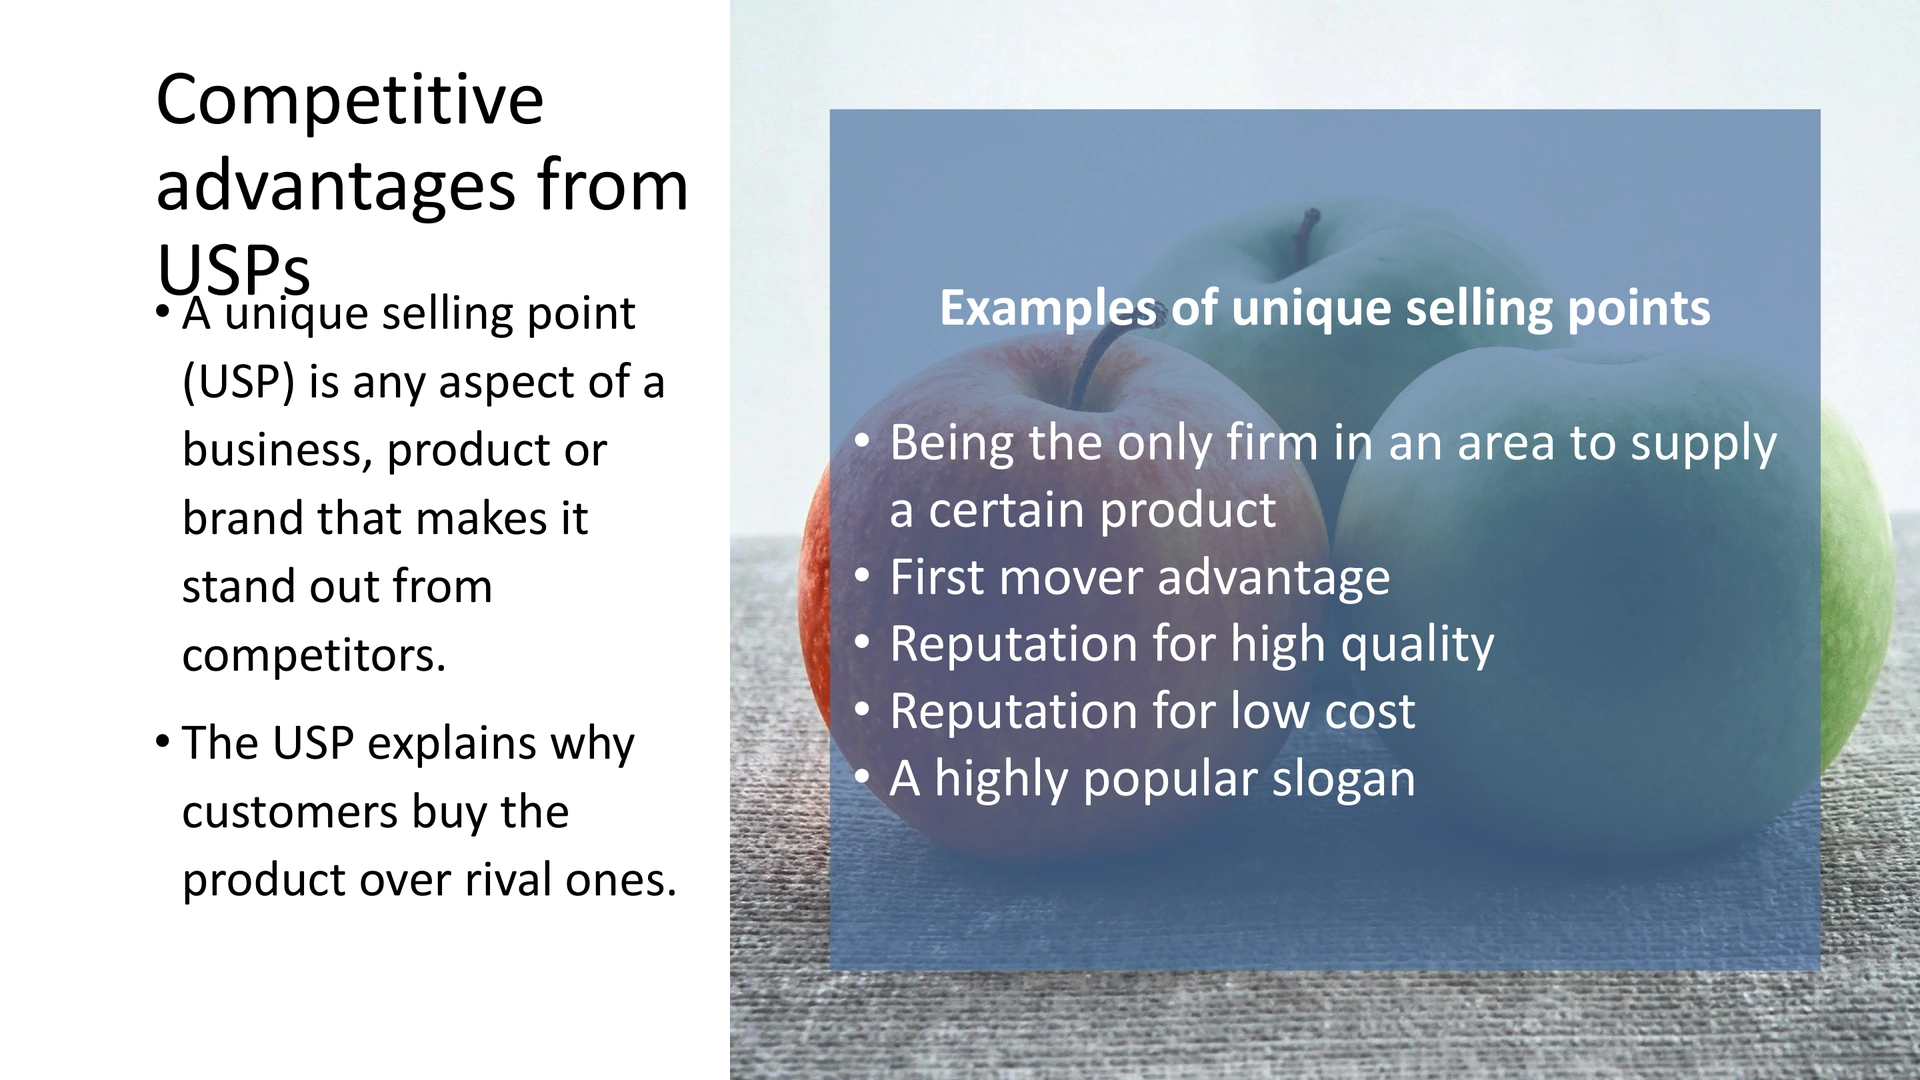 Competitive
advantages from
USPs
• A unique selling point
(USP) is any aspect of a
business, product or
brand that makes it
stand out from
competitors.
• The USP explains why
customers buy the
product over rival ones.
Examples of unique selling points
• Being the only firm in an area to supply
a certain product
• First mover advantage
• Reputation for high quality
• Reputation for low cost
• A highly popular slogan